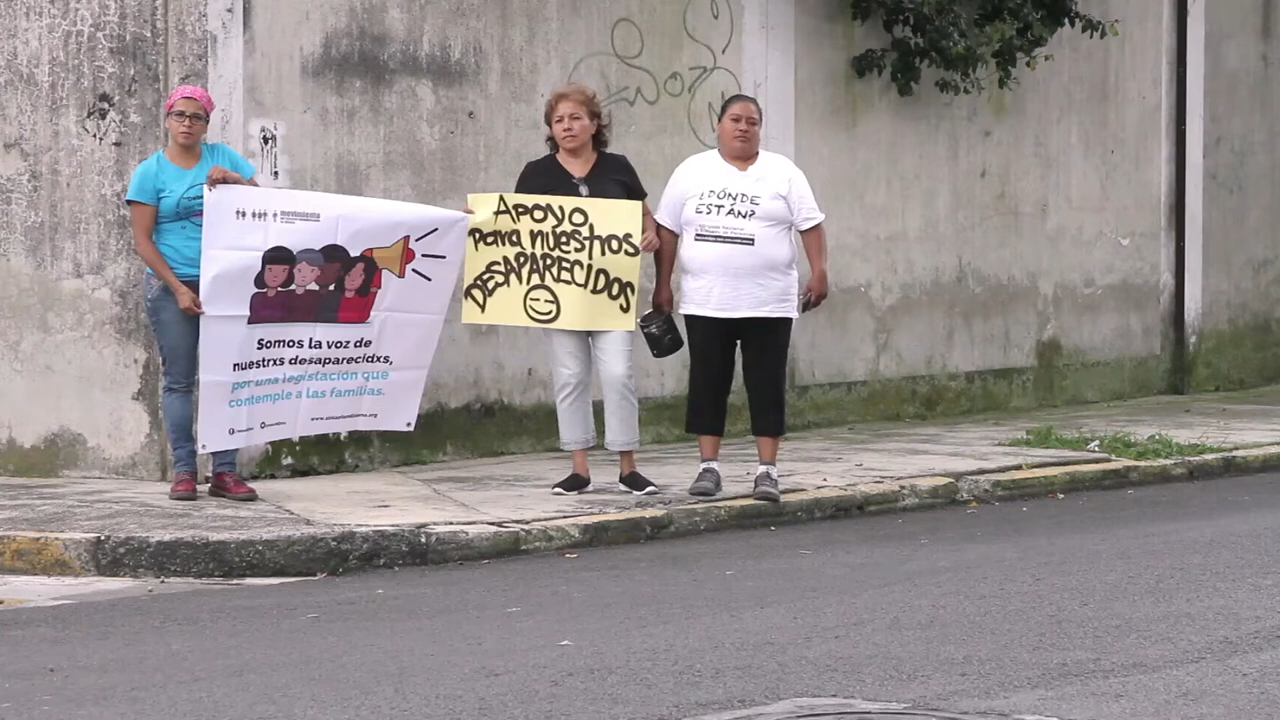 movimiento
Somos la voz de
nuestrxs desaparecidxs,
por una legislación que
contemple a las familias.
APOYO
Para nuestros
DESAPARECIDOS
¿DÓNDE
ESTÁN?